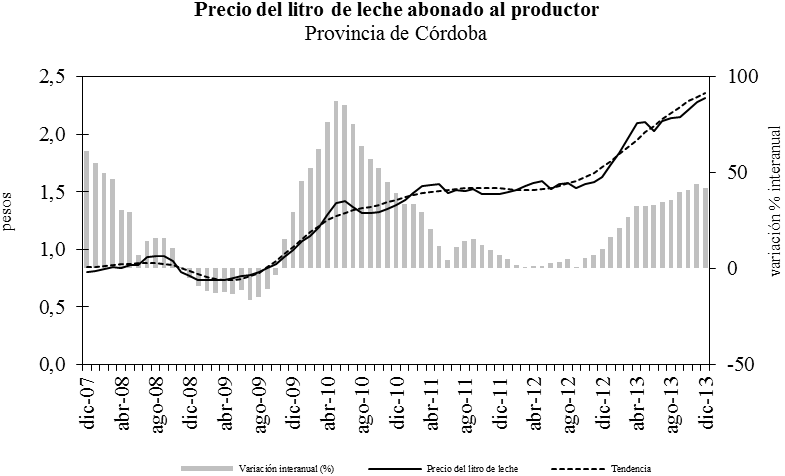 Precio del litro de leche abonado al productor
Provincia de Córdoba
2,5
2,0
1,5
1,0
0,5
0,0
pesos
100
50
0
-50
variación % interanual
dic-07
abr-08
ago-08
dic-08
abr-09
ago-09
dic-09
abr-10
ago-10
dic-10
abr-11
ago-11
dic-11
abr-12
ago-12
dic-12
abr-13
ago-13
dic-13
Variación interanual (%)
Precio del litro de leche
Tendencia